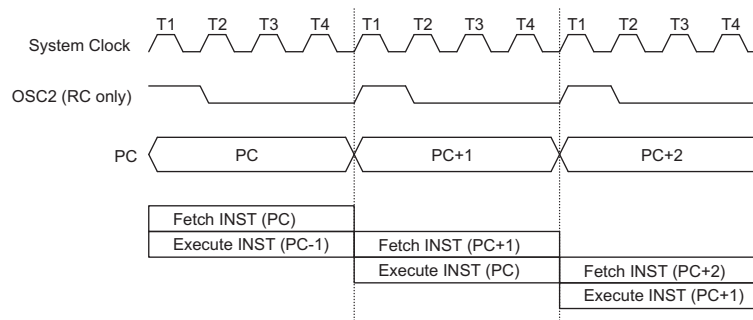 T1 T2 T3 T4 T1 T2 T3 T4 T1 T2 T3 T4
System Clock
OSC2 (RC only)
PC PC PC+1 PC+2
Fetch INST (PC)
Execute INST (PC-1) Fetch INST (PC+1)
Execute INST (PC) Fetch INST (PC+2)
Execute INST (PC+1)